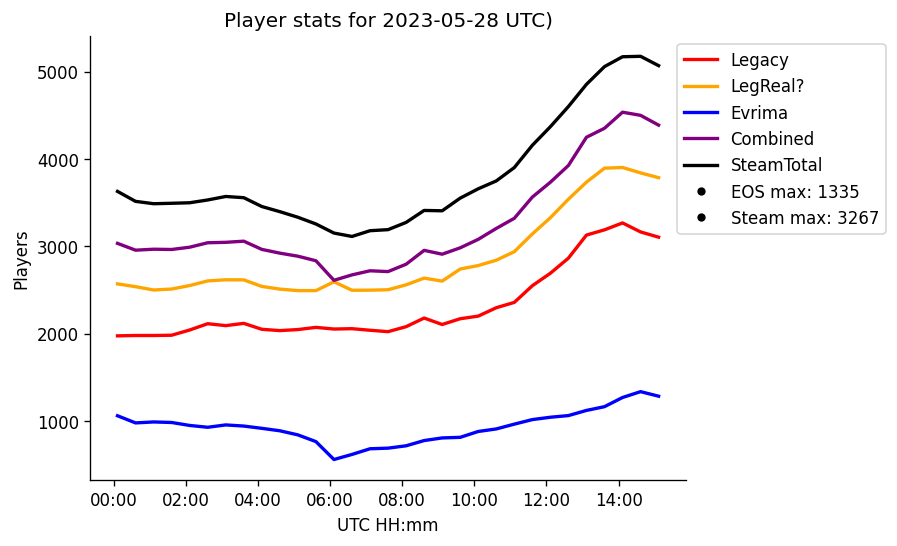 Player stats for 2023-05-28 UTC)
5000
4000
3000
2000
1000
Players
00:00 02:00 04:00 06:00 08:00 10:00 12:00 14:00
UTC HH:mm
Legacy
LegReal?
Evrima
Combined
SteamTotal
EOS max: 1335
Steam max: 3267